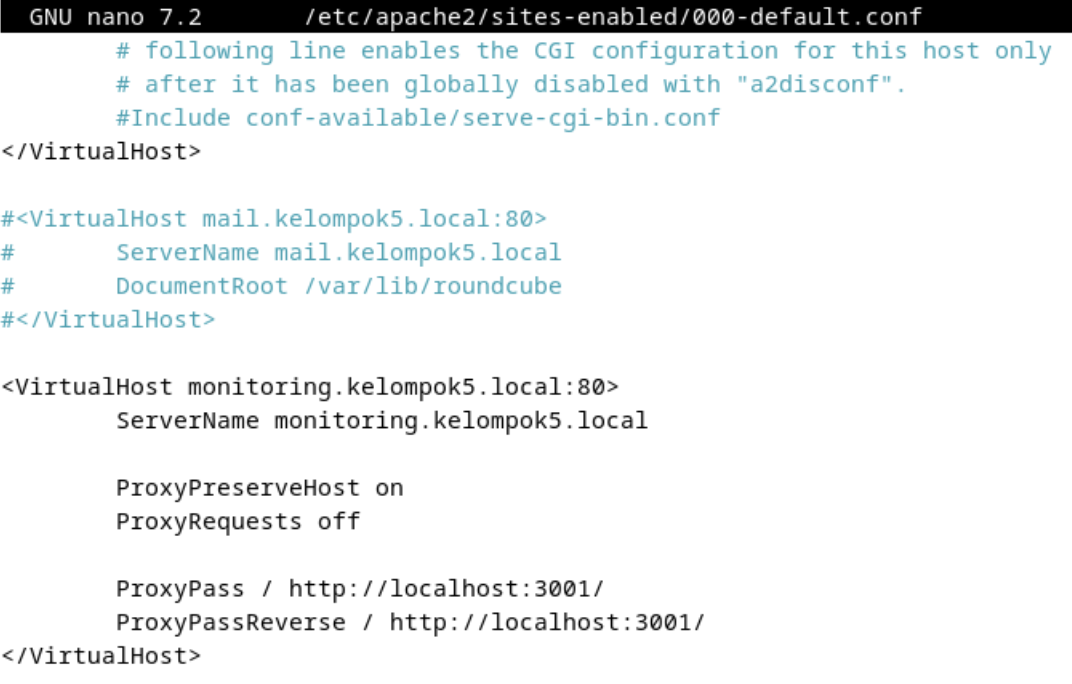 GNU nano 7.2 /etc/apache2/sites-enabled/000-default.conf
# following line enables the CGI configuration for this host only
# after it has been globally disabled with "a2disconf".
#Include conf-available/serve-cgi-bin.conf
</VirtualHost>
#<VirtualHost mail.kelompok5.local:80>
# ServerName mail.kelompok5.local
# DocumentRoot /var/lib/roundcube
#</VirtualHost>
<VirtualHost monitoring.kelompok5.local:80>
ServerName monitoring.kelompok5.local
ProxyPreserveHost on
ProxyRequests off
ProxyPass / http://localhost:3001/
ProxyPassReverse / http://localhost:3001/
</VirtualHost>